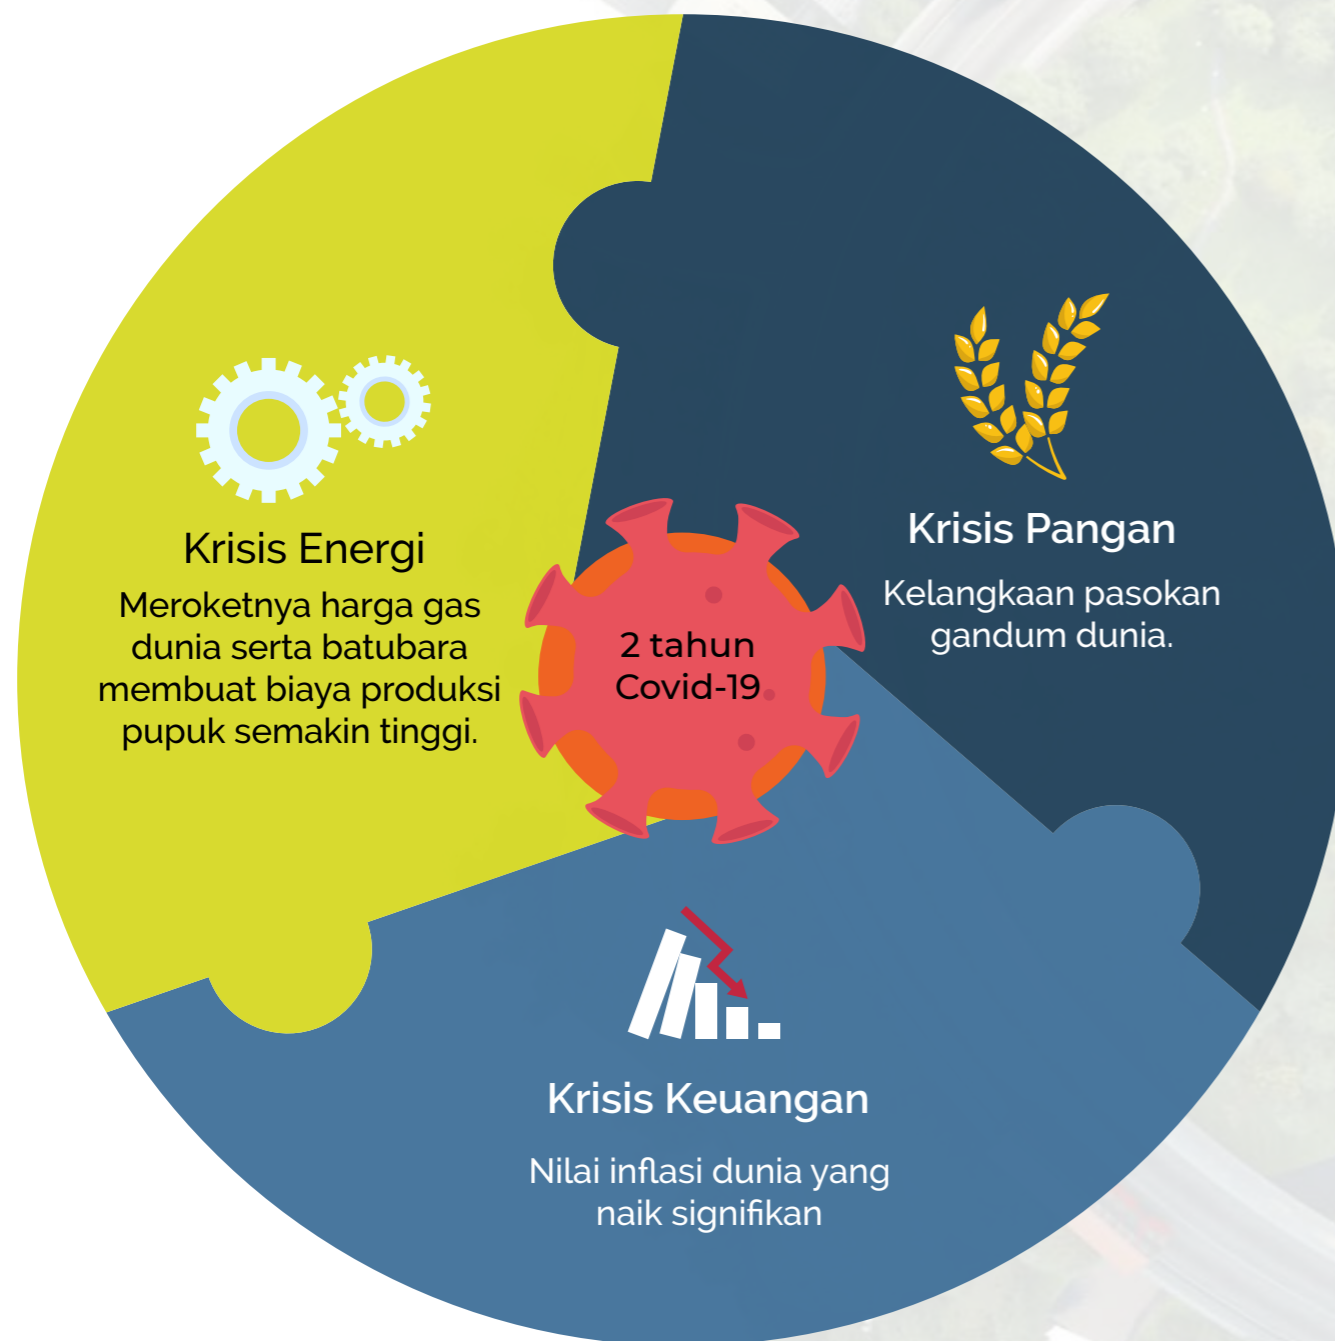 Krisis Energi
Meroketnya harga gas
dunia serta batubara
membuat biaya produksi
pupuk semakin tinggi.
Krisis Pangan
Kelangkaan pasokan
gandum dunia.
2 tahun
Covid-19
Krisis Keuangan
Nilai inflasi dunia yang
naik signifikan